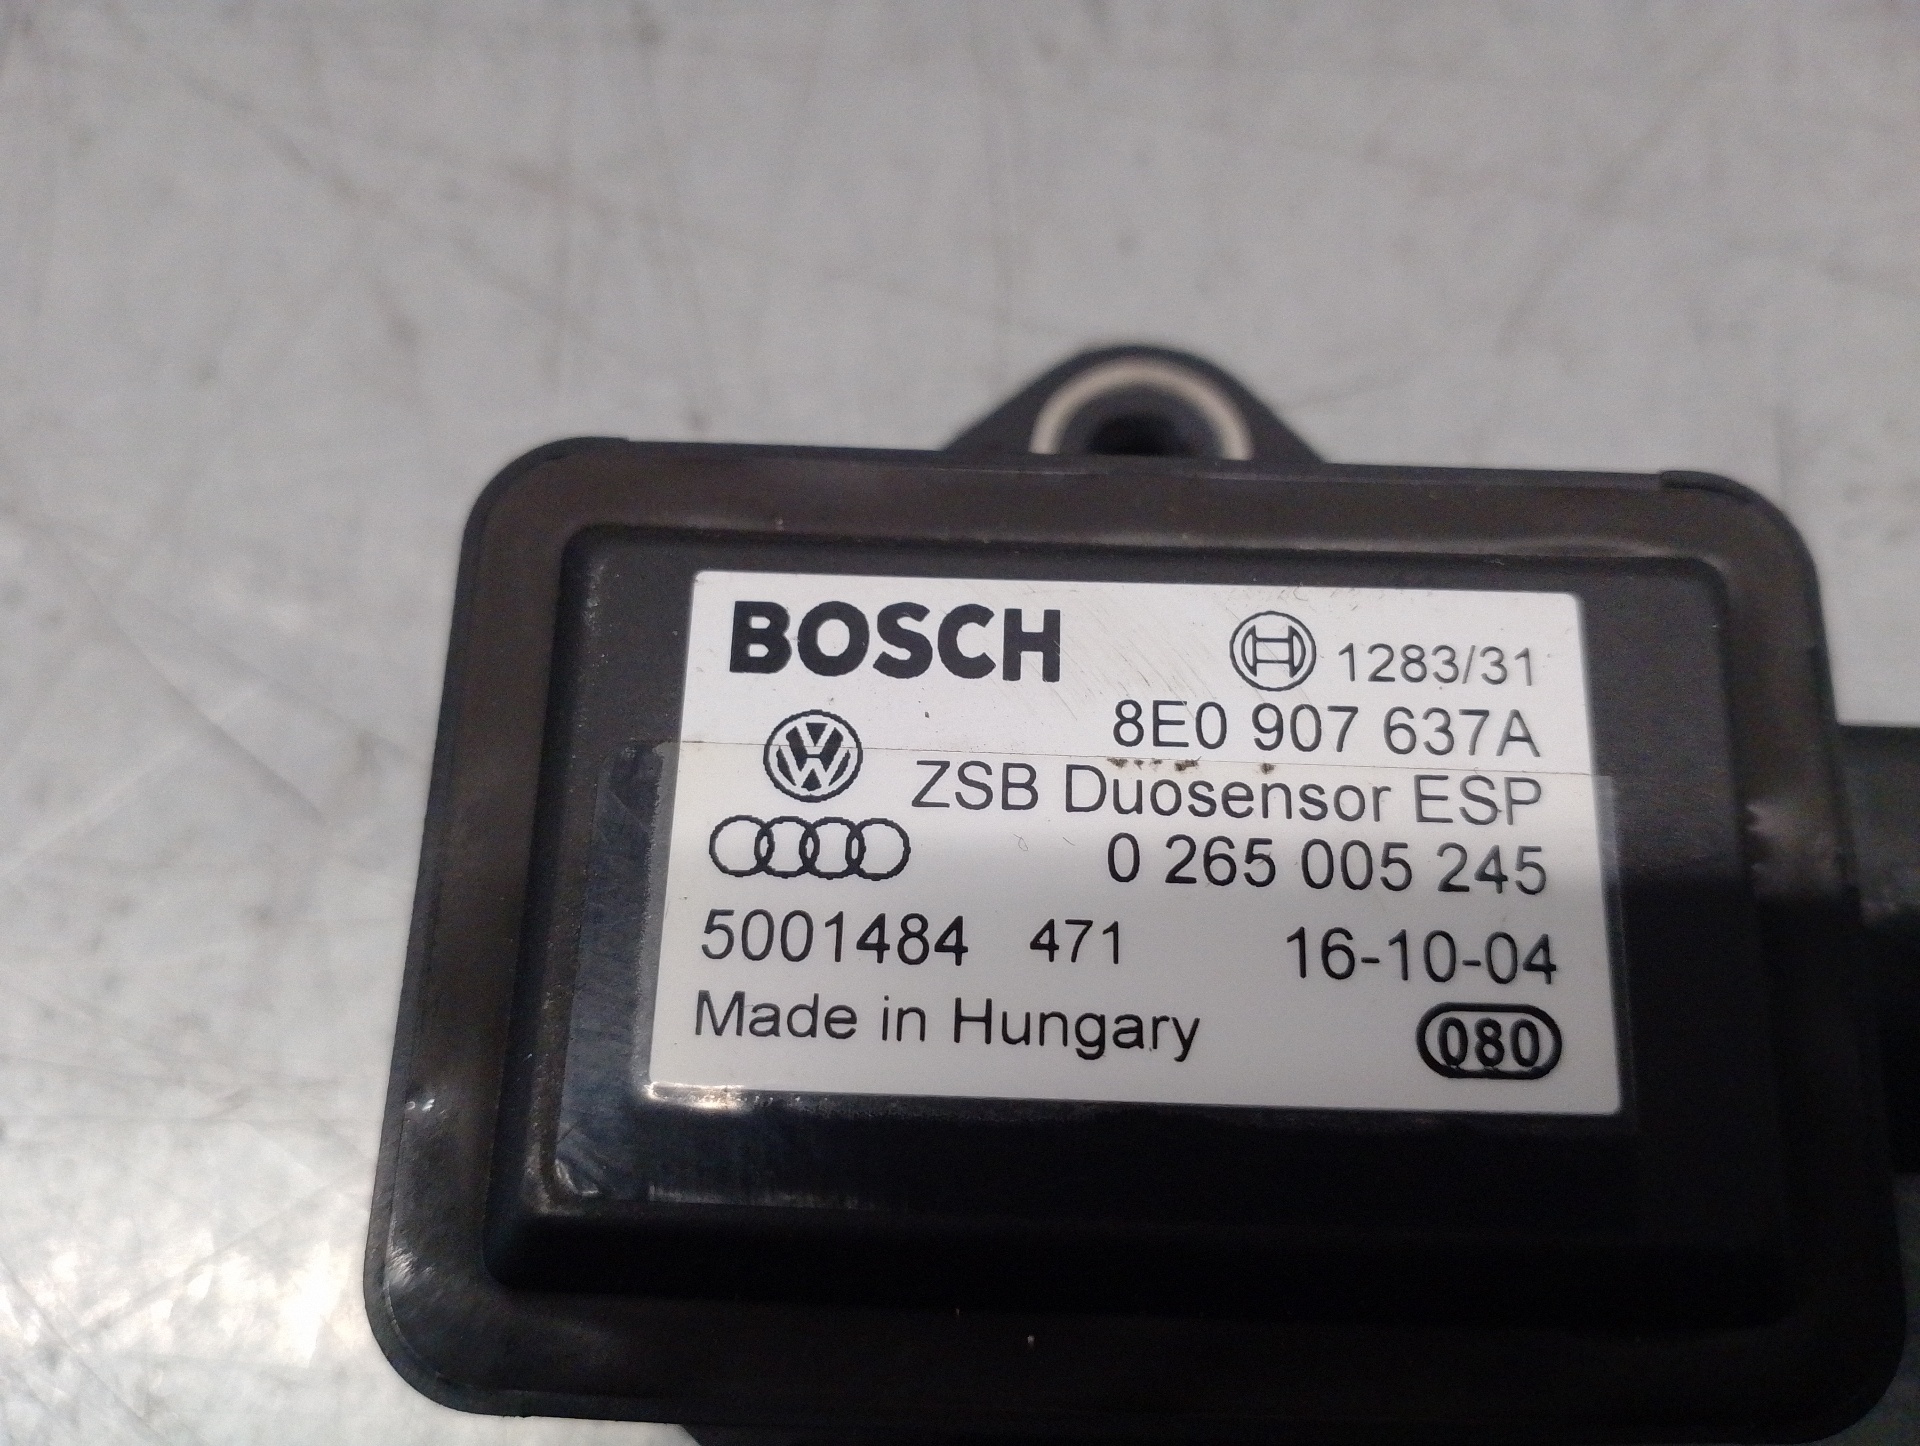 BOSCH 1283/31
8E0 907 637A
ZSB Duosensor ESP
0 265 005 245
5001484 471 16-10-04
Made in Hungary 080